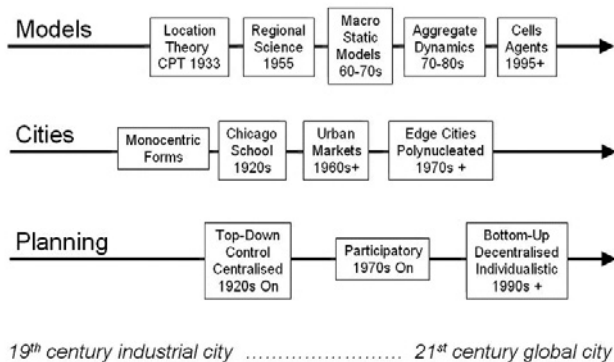 Models
Location
Theory
CPT 1933
Regional
Science
1955
Macro
Static
Models
60-70s
Aggregate
Dynamics
70-80s
Cells
Agents
1995+
Cities
Monocentric
Forms
Chicago
School
1920s
Urban
Markets
1960s+
Edge Cities
Polynucleated
1970s +
Planning
Top-Down
Control
Centralised
1920s On
Participatory
1970s On
Bottom-Up
Decentralised
Individualistic
1990s +
19th century industrial city ........................ 21st century global city